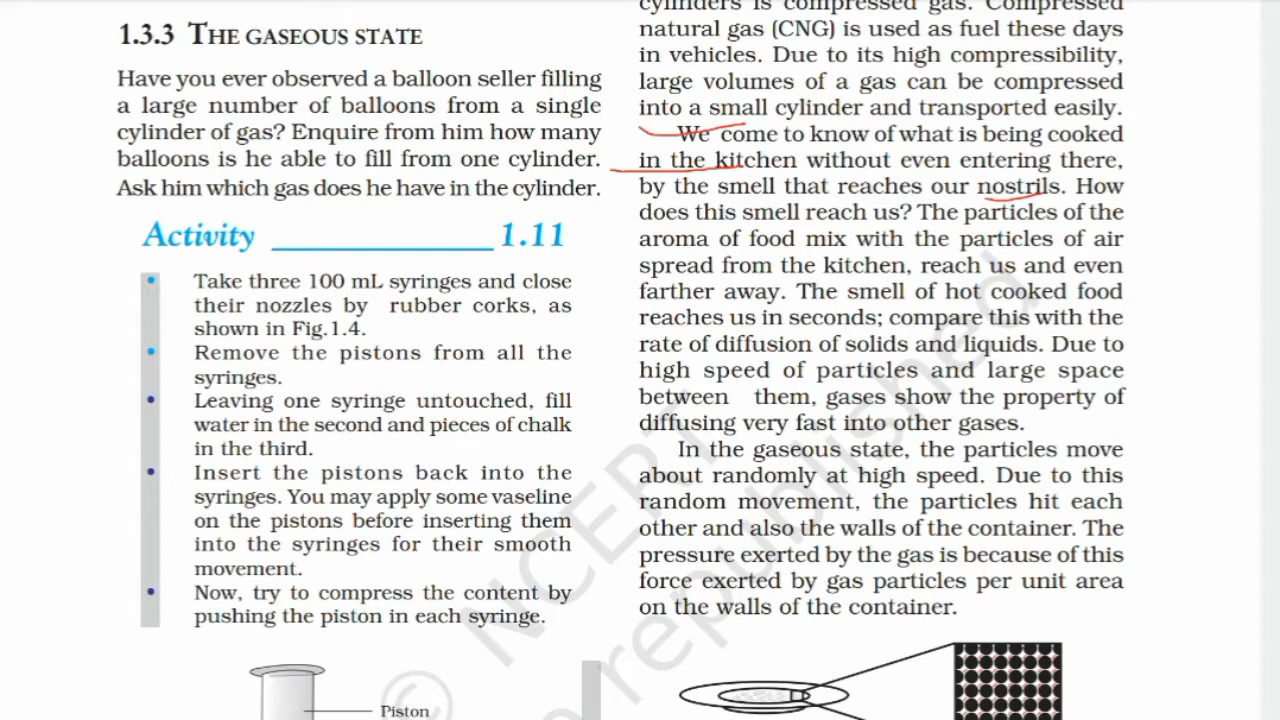 1.3.3 THE GASEOUS STATE
Have you ever observed a balloon seller filling
a large number of balloons from a single
cylinder of gas? Enquire from him how many
balloons is he able to fill from one cylinder.
Ask him which gas does he have in the cylinder.
Activity ______________ 1.11
• Take three 100 mL syringes and close
their nozzles by rubber corks, as
shown in Fig.1.4.
• Remove the pistons from all the
syringes.
• Leaving one syringe untouched, fill
water in the second and pieces of chalk
in the third.
• Insert the pistons back into the
syringes. You may apply some vaseline
on the pistons before inserting them
into the syringes for their smooth
movement.
• Now, try to compress the content by
pushing the piston in each syringe.
Piston
cylinders is compressed gas. Compressed
natural gas (CNG) is used as fuel these days
in vehicles. Due to its high compressibility,
large volumes of a gas can be compressed
into a small cylinder and transported easily.
We come to know of what is being cooked
in the kitchen without even entering there,
by the smell that reaches our nostrils. How
does this smell reach us? The particles of the
aroma of food mix with the particles of air
spread from the kitchen, reach us and even
farther away. The smell of hot cooked food
reaches us in seconds; compare this with the
rate of diffusion of solids and liquids. Due to
high speed of particles and large space
between them, gases show the property of
diffusing very fast into other gases.
In the gaseous state, the particles move
about randomly at high speed. Due to this
random movement, the particles hit each
other and also the walls of the container. The
pressure exerted by the gas is because of this
force exerted by gas particles per unit area
on the walls of the container.
© NCERT
republished